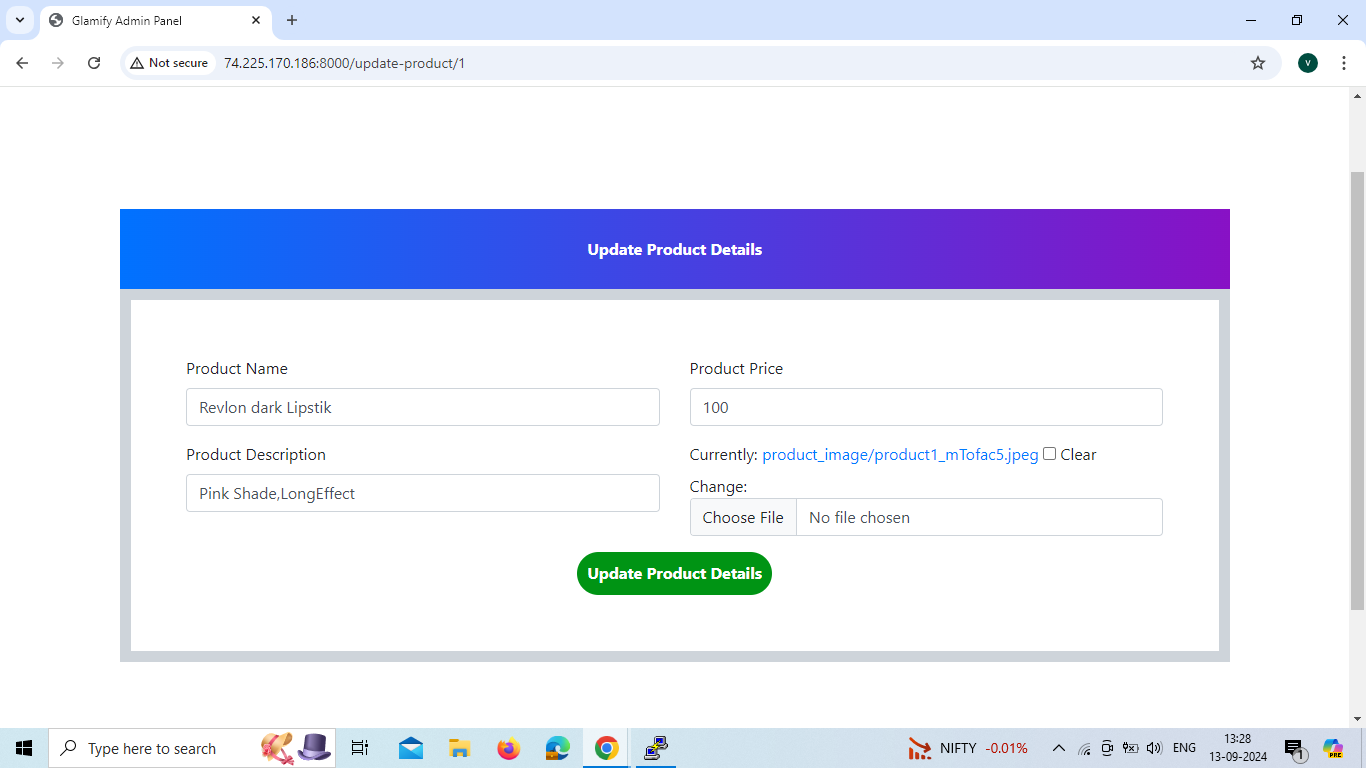 Glamify Admin Panel
Not secure
74.225.170.186:8000/update-product/1
V
Update Product Details
Product Name
Product Price
Revlon dark Lipstik
100
Product Description
Currently: product_image/product1_mTofac5.jpeg Clear
Pink Shade,LongEffect
Change:
Choose File
No file chosen
Update Product Details
Type here to search
NIFTY -0.01%
ENG
13:28
13-09-2024
1
PRE